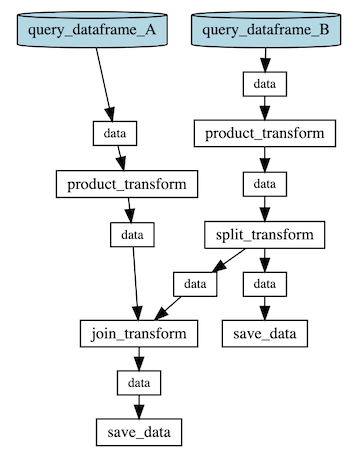 query_dataframe_A
query_dataframe_B
data
data
product_transform
product_transform
data
data
split_transform
data
data
join_transform
save_data
data
save_data